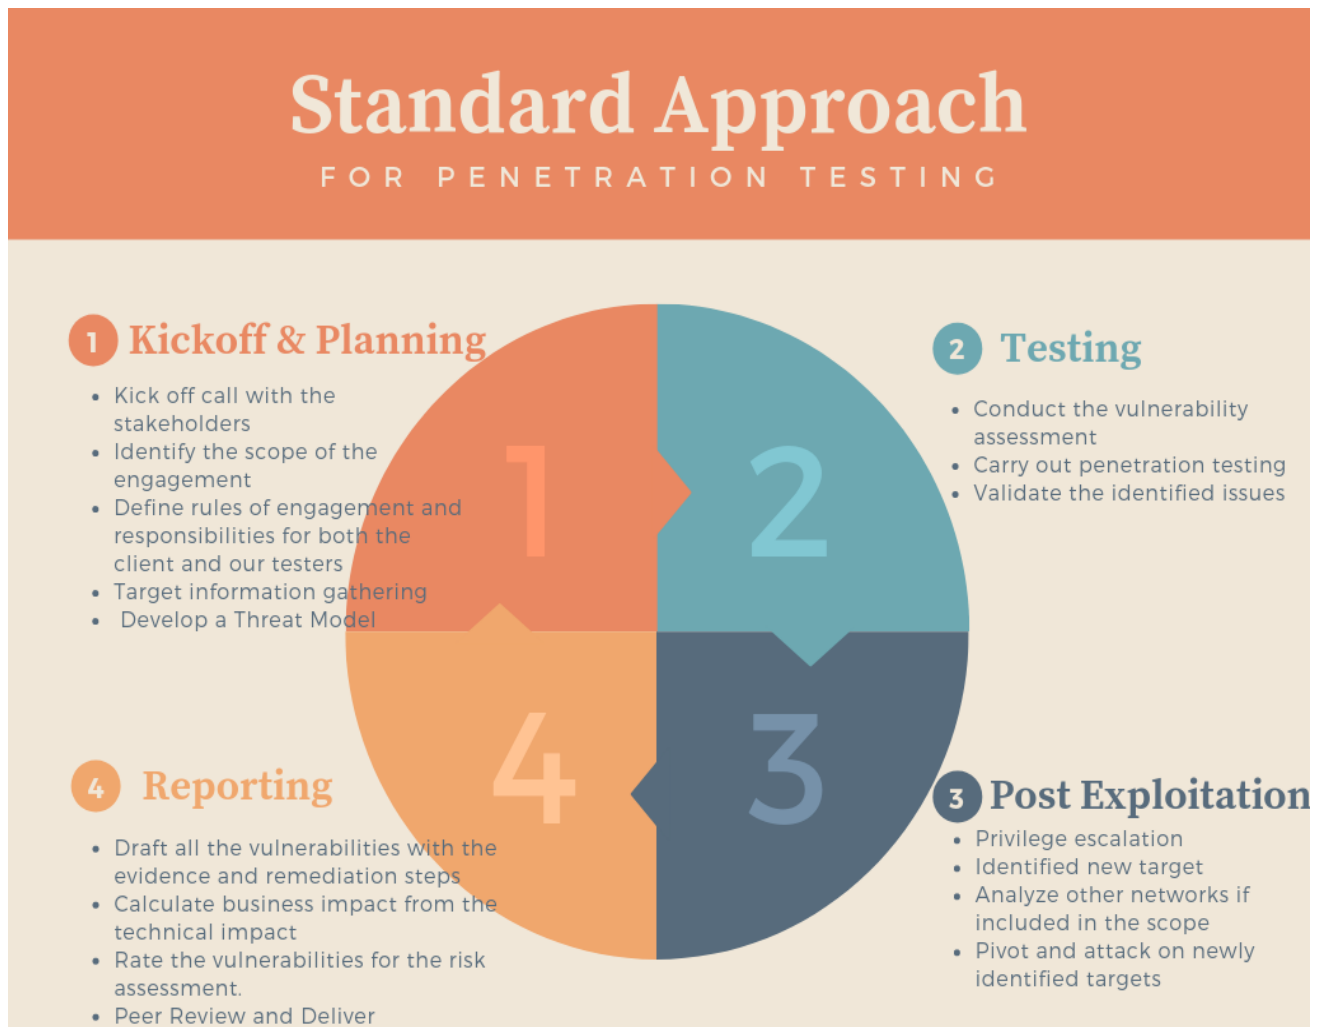 Standard Approach
FOR PENETRATION TESTING
1 Kickoff & Planning
• Kick off call with the
stakeholders
• Identify the scope of the
engagement
• Define rules of engagement and
responsibilities for both the
client and our testers
• Target information gathering
• Develop a Threat Model
2 Testing
• Conduct the vulnerability
assessment
• Carry out penetration testing
• Validate the identified issues
1
2
4
3
3 Post Exploitation
• Privilege escalation
• Identified new target
• Analyze other networks if
included in the scope
• Pivot and attack on newly
identified targets
4 Reporting
• Draft all the vulnerabilities with the
evidence and remediation steps
• Calculate business impact from the
technical impact
• Rate the vulnerabilities for the risk
assessment.
• Peer Review and Deliver